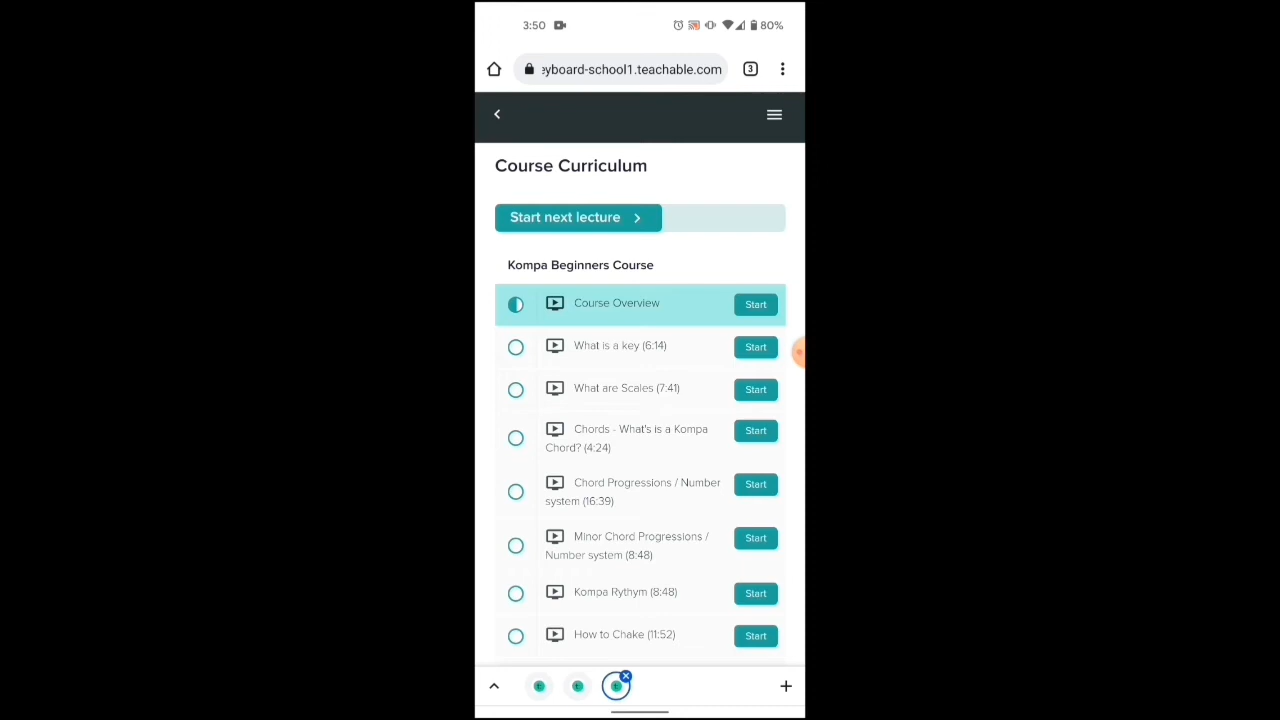 3:50
80%
eyboard-school1.teachable.com
3
Course Curriculum
Start next lecture
Kompa Beginners Course
Course Overview
Start
What is a key (6:14)
Start
What are Scales (7:41)
Start
Chords - What's is a Kompa
Chord? (4:24)
Start
Chord Progressions / Number
system (16:39)
Start
Minor Chord Progressions /
Number system (8:48)
Start
Kompa Rythym (8:48)
Start
How to Chake (11:52)
Start